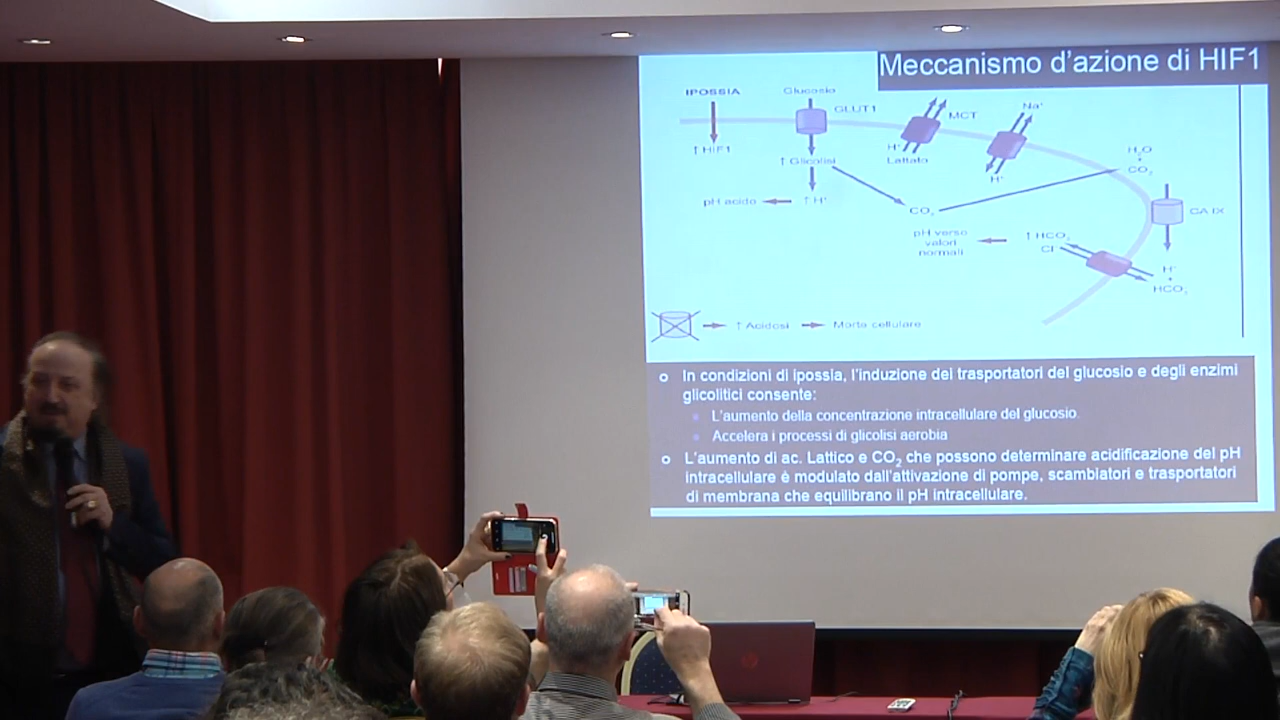 Meccanismo d'azione di HIF1
IPOSSIA
Glucosio
GLUT1
MCT
Na⁺
↑ HIF1
↑ Glicolisi
H⁺
Lattato
H⁺
H₂O
+
CO₂
pH acido
↑ H⁺
CO₂
CA IX
pH verso
valori
normali
↑ HCO₃
Cl⁻
H⁺
+
HCO₃
↑ Acidosi
Morte cellulare
In condizioni di ipossia, l'induzione dei trasportatori del glucosio e degli enzimi
glicolitici consente:
L'aumento della concentrazione intracellulare del glucosio.
Accelera i processi di glicolisi aerobia
L'aumento di ac. Lattico e CO₂ che possono determinare acidificazione del pH
intracellulare è modulato dall'attivazione di pompe, scambiatori e trasportatori
di membrana che equilibrano il pH intracellulare.